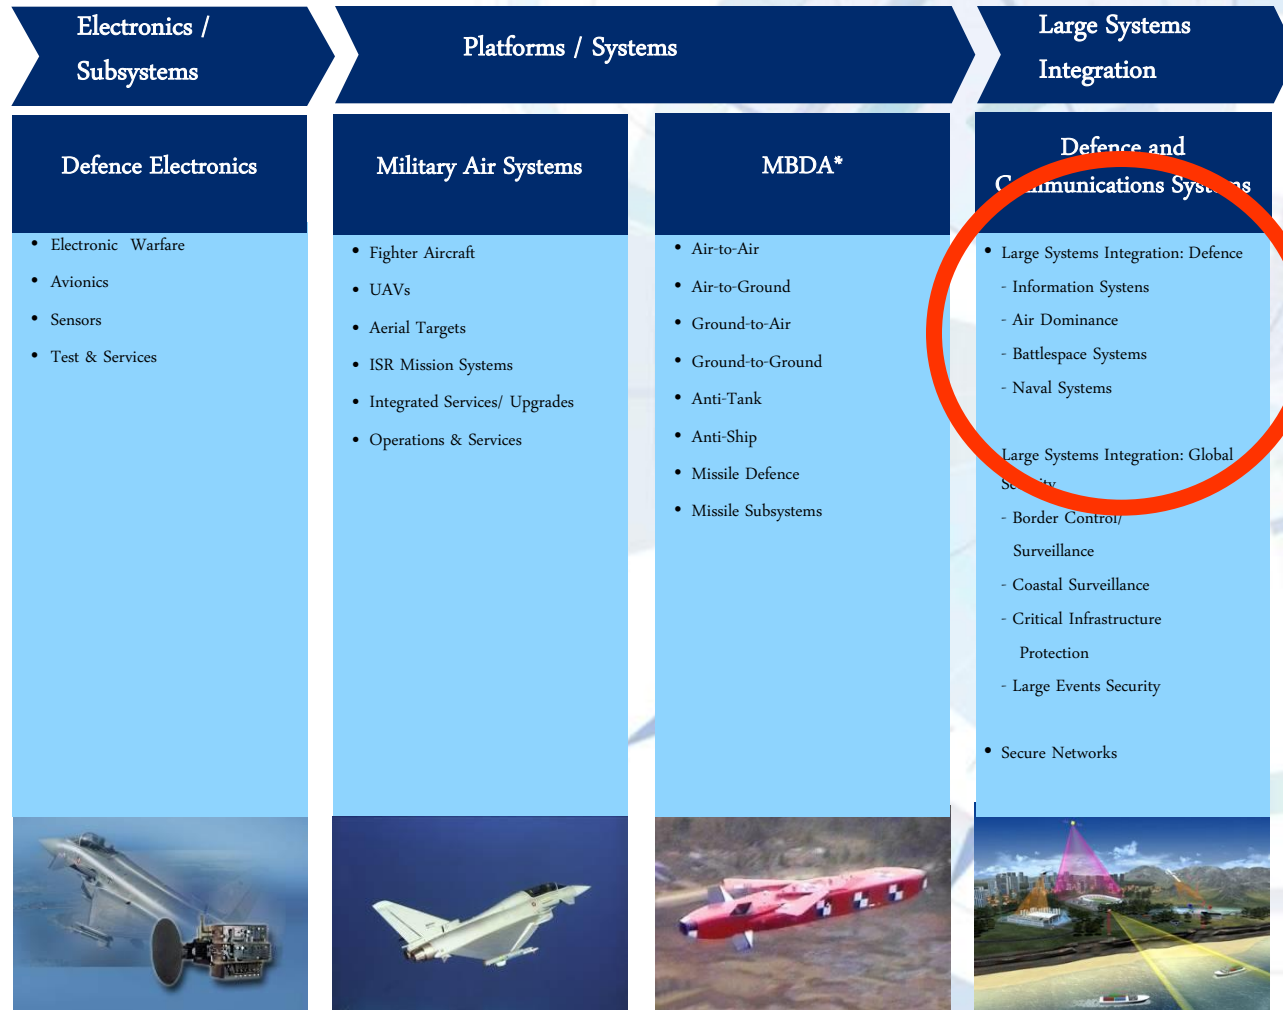 Electronics /
Subsystems
Platforms / Systems
Large Systems
Integration
Defence Electronics
• Electronic Warfare
• Avionics
• Sensors
• Test & Services
Military Air Systems
• Fighter Aircraft
• UAVs
• Aerial Targets
• ISR Mission Systems
• Integrated Services/ Upgrades
• Operations & Services
MBDA*
• Air-to-Air
• Air-to-Ground
• Ground-to-Air
• Ground-to-Ground
• Anti-Tank
• Anti-Ship
• Missile Defence
• Missile Subsystems
Defence and
Communications Systems
• Large Systems Integration: Defence
- Information Systens
- Air Dominance
- Battlespace Systems
- Naval Systems
Large Systems Integration: Global
Security
- Border Control/
Surveillance
- Coastal Surveillance
- Critical Infrastructure
Protection
- Large Events Security
• Secure Networks